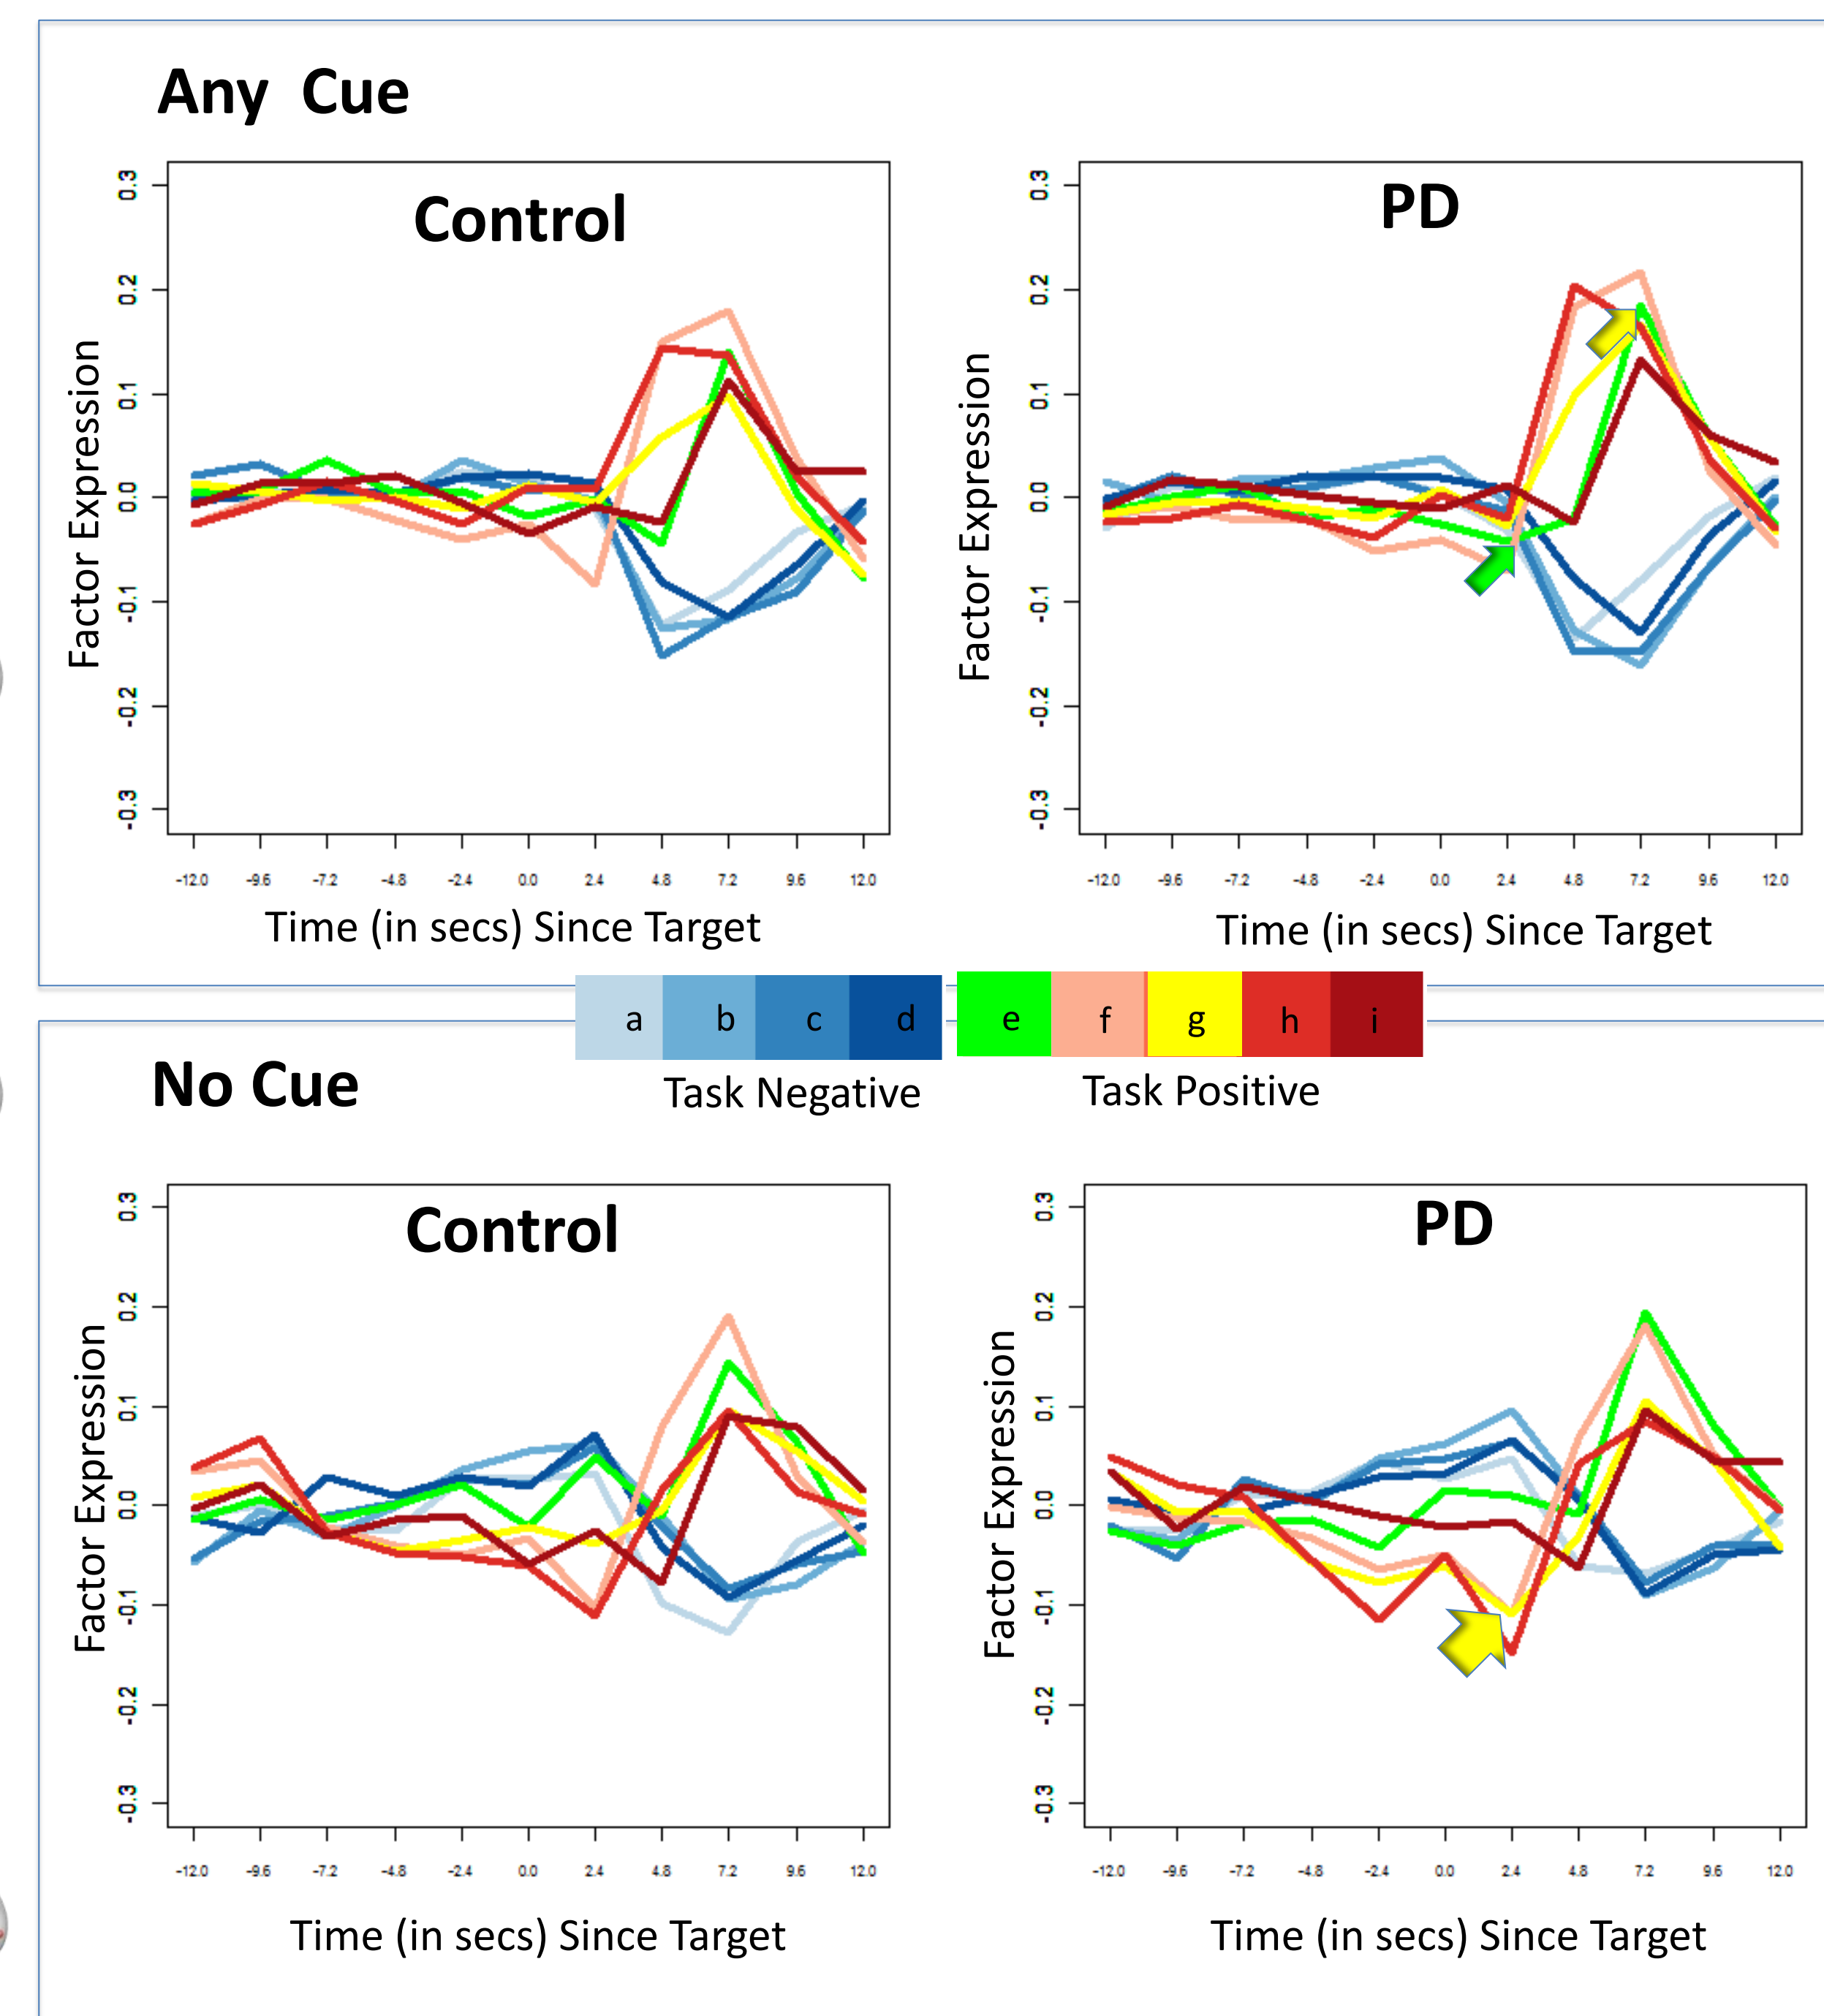 Any Cue
Control
PD
0.3
0.2
0.1
0.0
-0.1
-0.2
-0.3
Factor Expression
-12.0 -9.6 -7.2 -4.8 -2.4 0.0 2.4 4.8 7.2 9.6 12.0
Time (in secs) Since Target
0.3
0.2
0.1
0.0
-0.1
-0.2
-0.3
Factor Expression
-12.0 -9.6 -7.2 -4.8 -2.4 0.0 2.4 4.8 7.2 9.6 12.0
Time (in secs) Since Target
a b c d e f g h i
Task Negative Task Positive
No Cue
Control
PD
0.3
0.2
0.1
0.0
-0.1
-0.2
-0.3
Factor Expression
-12.0 -9.6 -7.2 -4.8 -2.4 0.0 2.4 4.8 7.2 9.6 12.0
Time (in secs) Since Target
0.3
0.2
0.1
0.0
-0.1
-0.2
-0.3
Factor Expression
-12.0 -9.6 -7.2 -4.8 -2.4 0.0 2.4 4.8 7.2 9.6 12.0
Time (in secs) Since Target